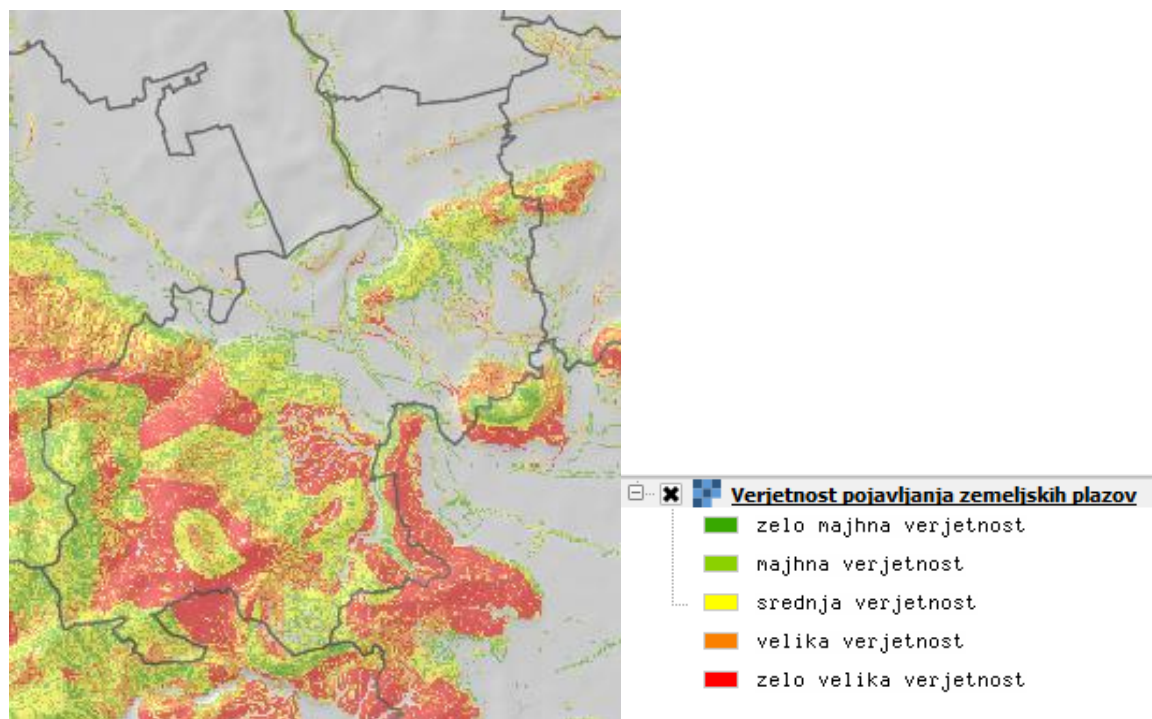 Verjetnost pojavljanja zemeljskih plazov
zelo majhna verjetnost
majhna verjetnost
srednja verjetnost
velika verjetnost
zelo velika verjetnost